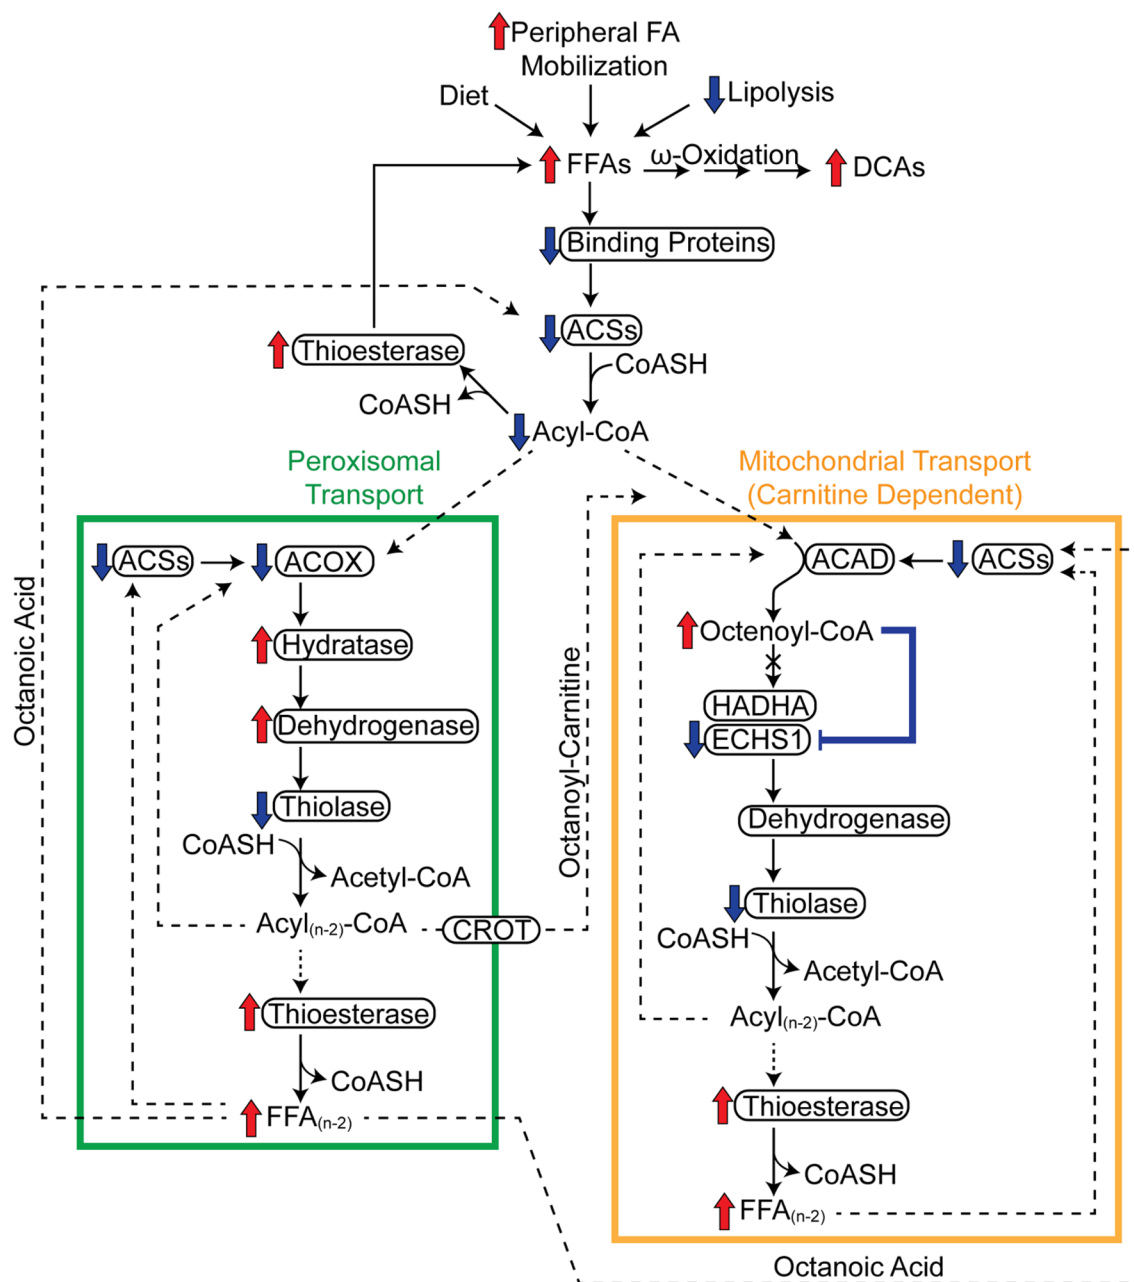 Peripheral FA
Mobilization
Diet
Lipolysis
FFAs
ω-Oxidation
DCAs
Binding Proteins
ACSs
CoASH
Thioesterase
CoASH
Acyl-CoA
Peroxisomal
Transport
Mitochondrial Transport
(Carnitine Dependent)
Octanoic Acid
ACSs
ACOX
Hydratase
Dehydrogenase
Thiolase
CoASH
Acetyl-CoA
Acyl(n-2)-CoA
CROT
Thioesterase
CoASH
FFA(n-2)
Octanoyl-Carnitine
ACAD
ACSs
Octenoyl-CoA
HADHA
ECHS1
Dehydrogenase
Thiolase
CoASH
Acetyl-CoA
Acyl(n-2)-CoA
Thioesterase
CoASH
FFA(n-2)
Octanoic Acid